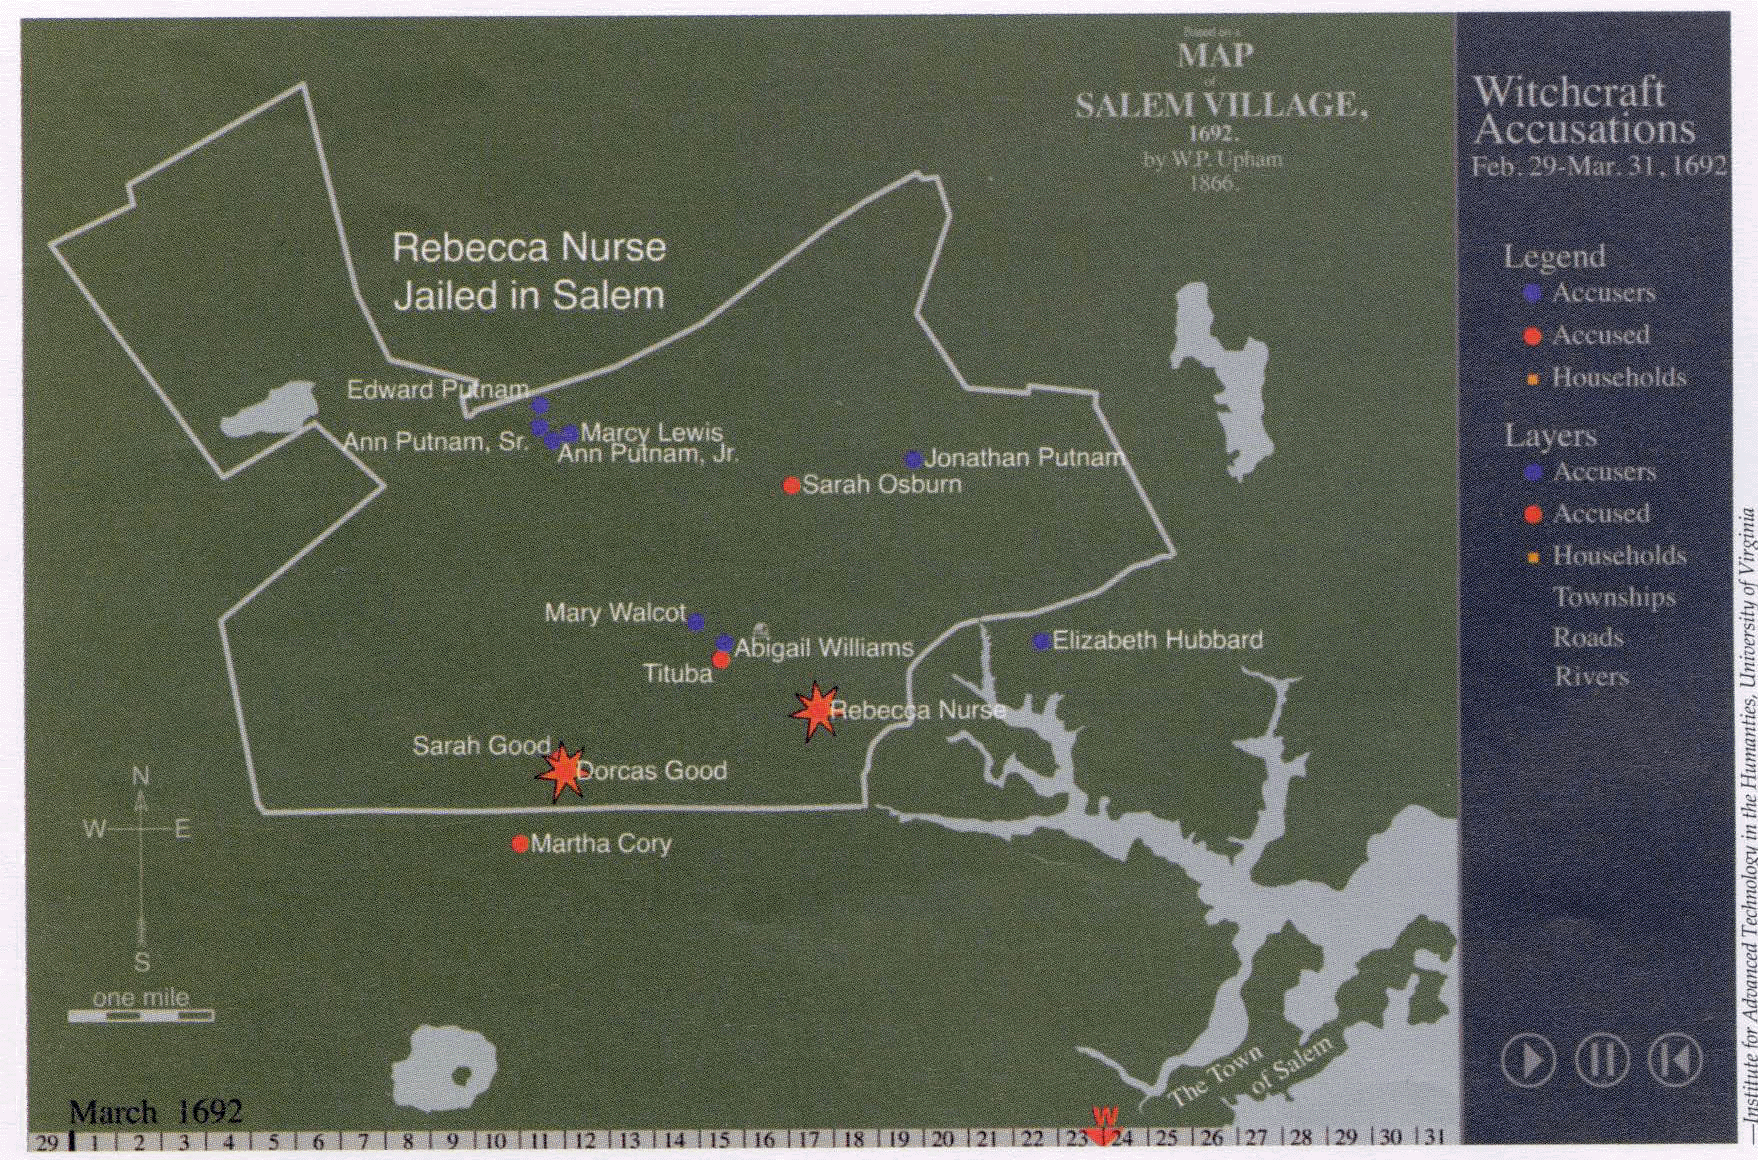 Based on a
MAP
of
SALEM VILLAGE,
1692.
by W.P. Upham
1866.
Witchcraft
Accusations
Feb. 29-Mar. 31, 1692
Legend
Accusers
Accused
Households
Layers
Accusers
Accused
Households
Townships
Roads
Rivers
Rebecca Nurse
Jailed in Salem
Edward Putnam
Ann Putnam, Sr.
Marcy Lewis
Ann Putnam, Jr.
Jonathan Putnam
Sarah Osburn
Mary Walcot
Abigail Williams
Tituba
Elizabeth Hubbard
Rebecca Nurse
Sarah Good
Dorcas Good
Martha Cory
N
W E
S
one mile
The Town
of Salem
March 1692
W
29 1 2 3 4 5 6 7 8 9 10 11 12 13 14 15 16 17 18 19 20 21 22 23 24 25 26 27 28 29 30 31
—Institute for Advanced Technology in the Humanities, University of Virginia